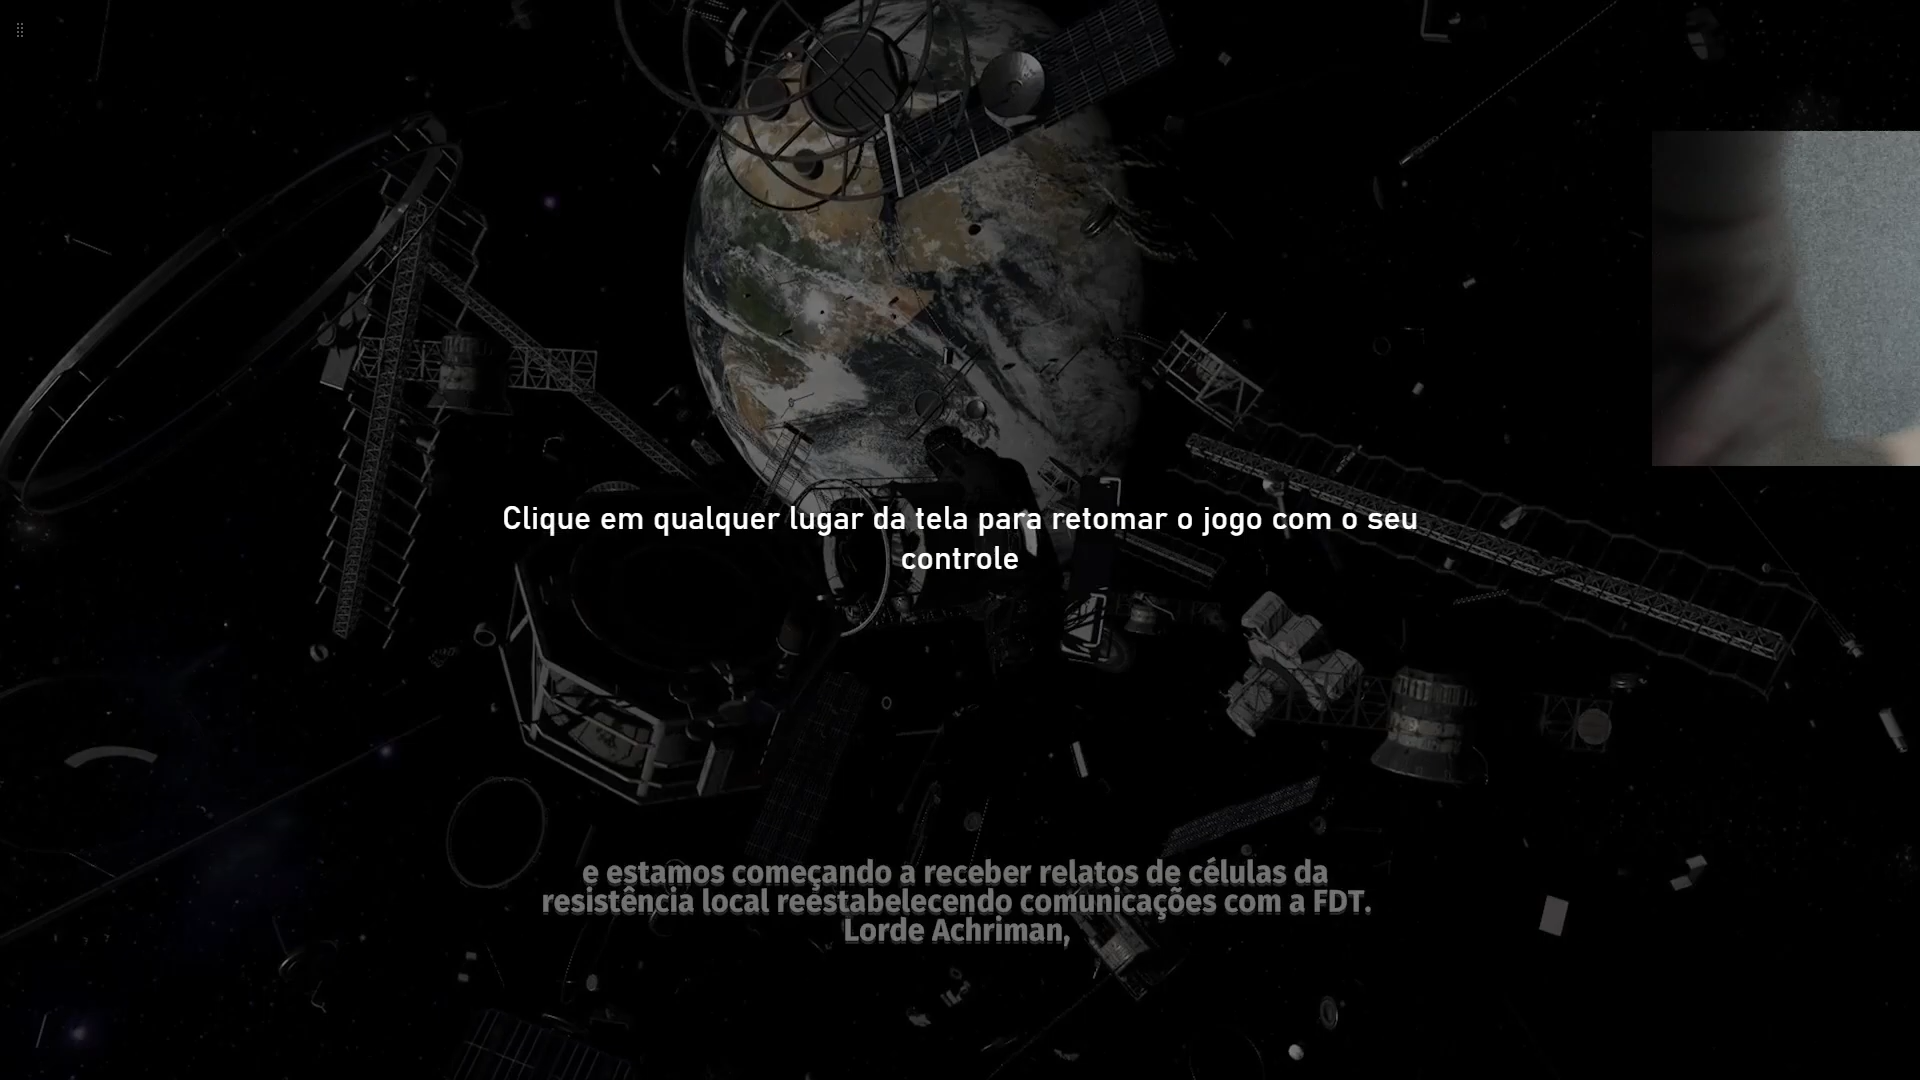 Clique em qualquer lugar da tela para retomar o jogo com o seu
controle
e estamos começando a receber relatos de células da
resistência local reestabelecendo comunicações com a FDT.
Lorde Achriman,